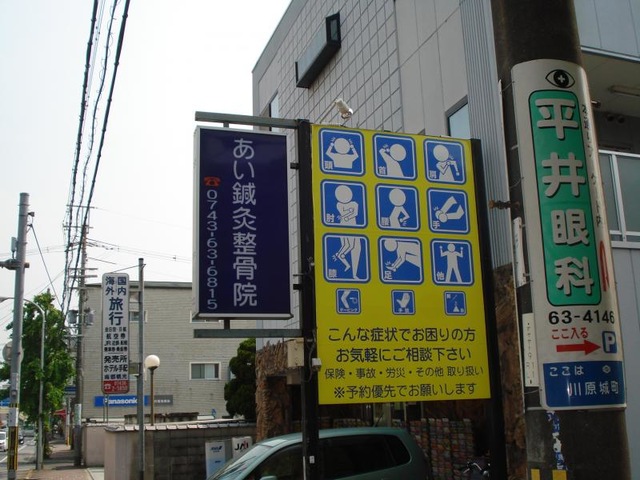 あい鍼灸整骨院
☎0743-63-6815
頭
首
肩
肘
腰
手
膝
足
他
こんな症状でお困りの方
お気軽にご相談下さい
保険・事故・労災・その他 取り扱い
※予約優先でお願いします
平井眼科
63-4146
ここ入る
P
ここは
川原城町
国内
海外
旅行
発売所
Panasonic